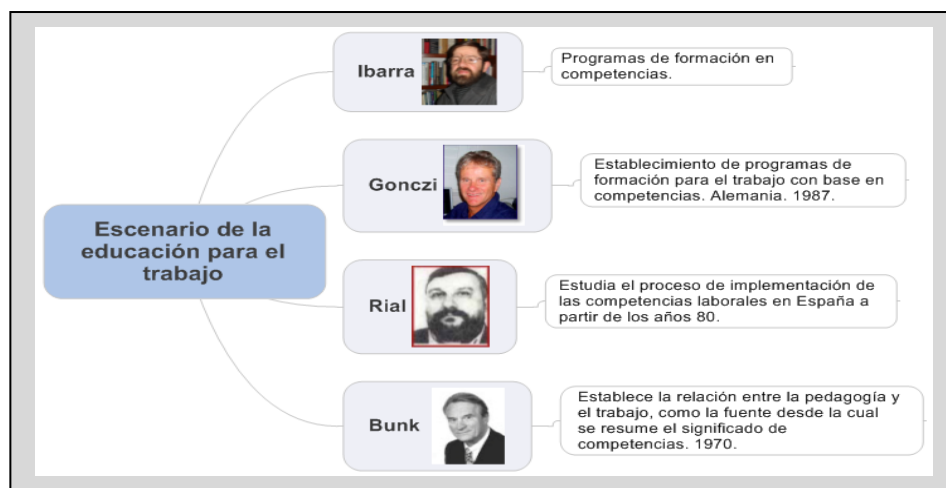 Escenario de la
educación para el
trabajo
Ibarra
Programas de formación en
competencias.
Gonczi
Establecimiento de programas de
formación para el trabajo con base en
competencias. Alemania. 1987.
Rial
Estudia el proceso de implementación de
las competencias laborales en España a
partir de los años 80.
Bunk
Establece la relación entre la pedagogía y
el trabajo, como la fuente desde la cual
se resume el significado de
competencias. 1970.